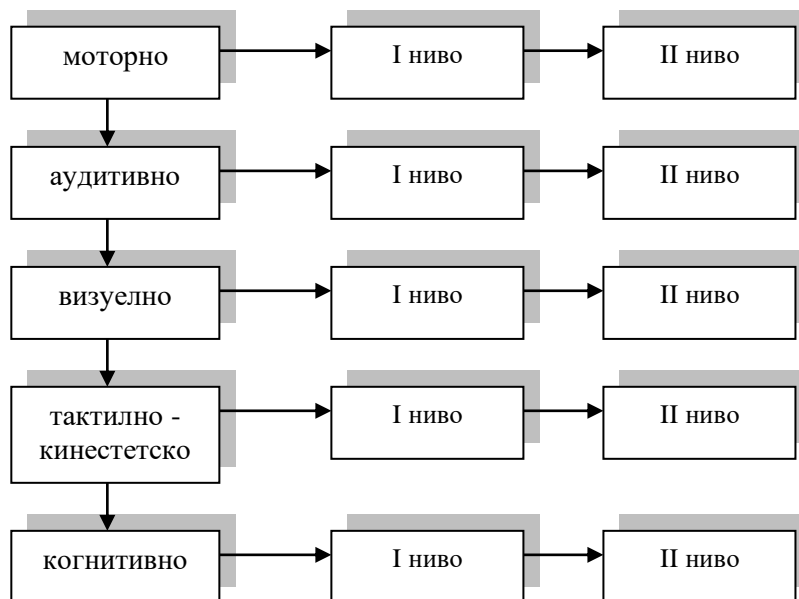 моторно
I ниво
II ниво
аудитивно
I ниво
II ниво
визуелно
I ниво
II ниво
тактилно -
кинестетско
I ниво
II ниво
когнитивно
I ниво
II ниво